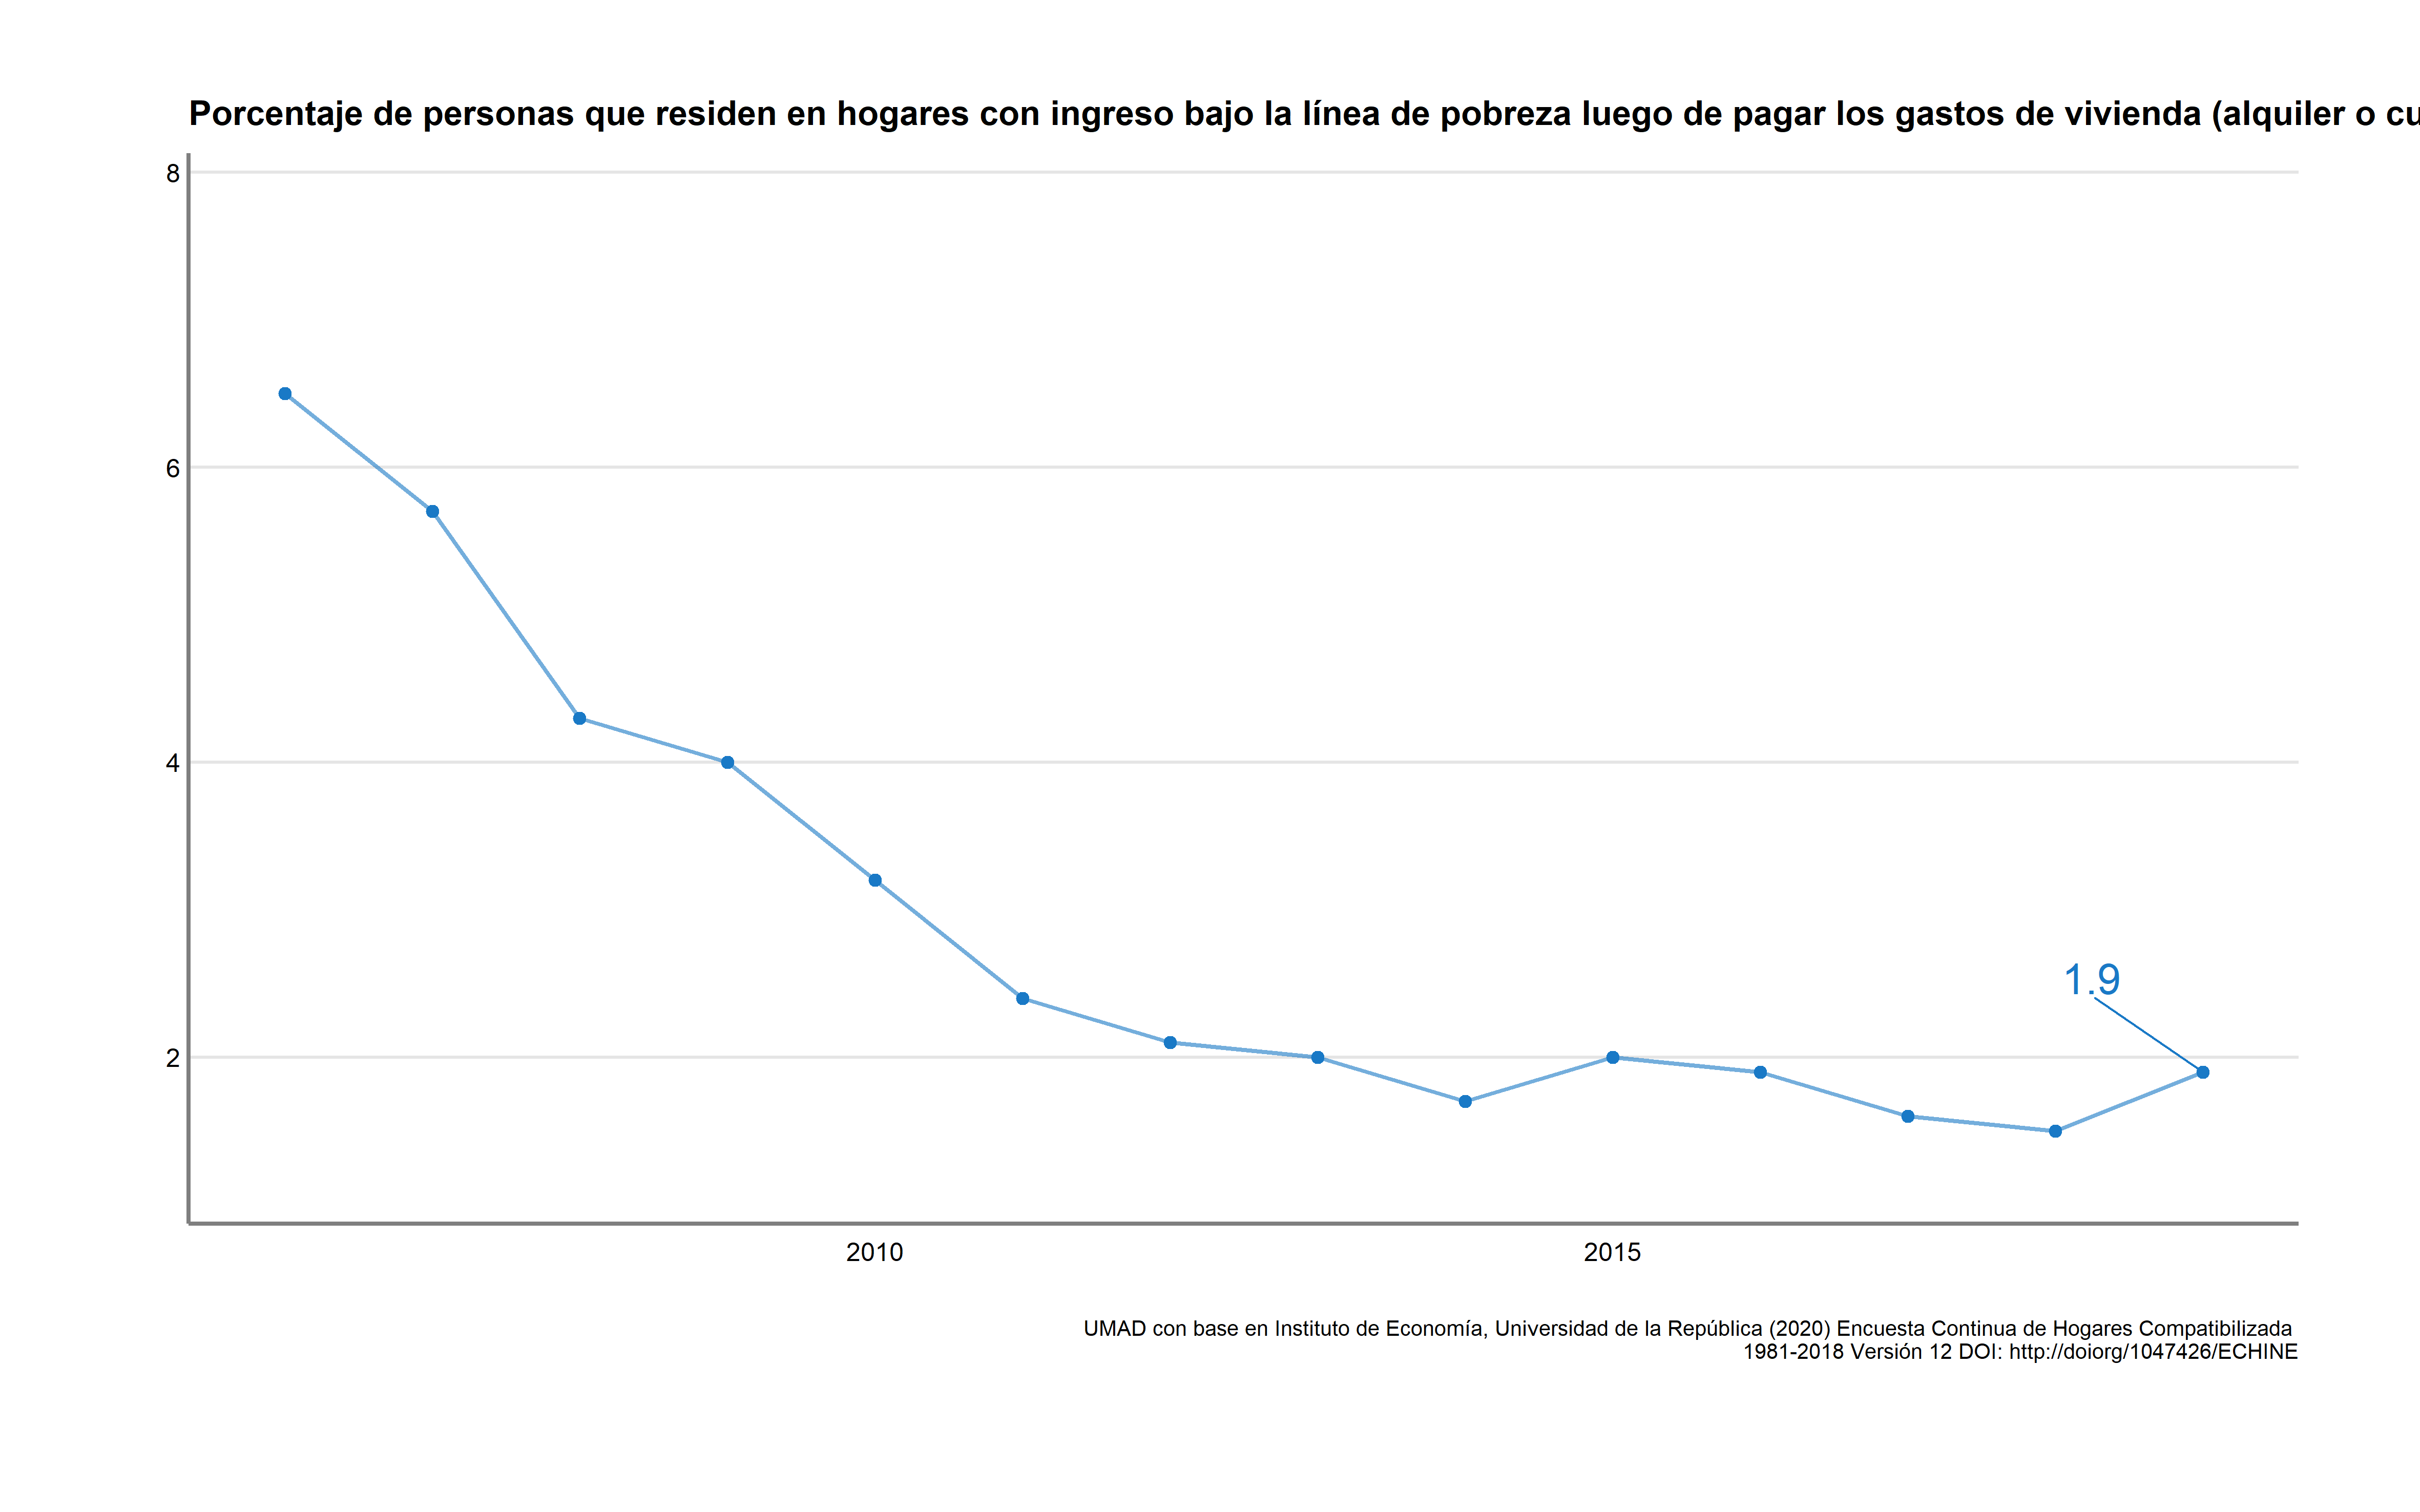 Porcentaje de personas que residen en hogares con ingreso bajo la línea de pobreza luego de pagar los gastos de vivienda (alquiler o cu
8
6
4
2
1.9
2010
2015
UMAD con base en Instituto de Economía, Universidad de la República (2020) Encuesta Continua de Hogares Compatibilizada
1981-2018 Versión 12 DOI: http://doiorg/1047426/ECHINE